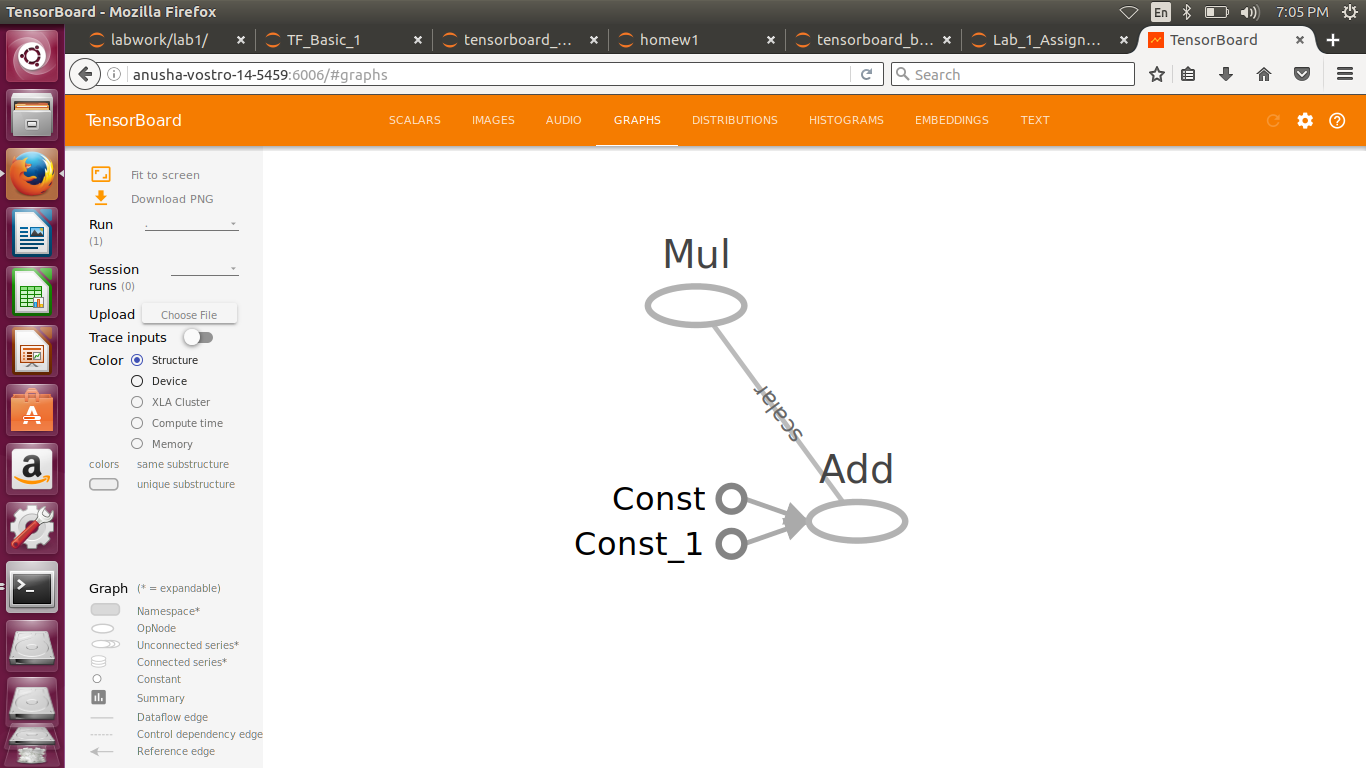 TensorBoard - Mozilla Firefox
En
7:05 PM
labwork/lab1/
TF_Basic_1
tensorboard_...
homew1
tensorboard_b...
Lab_1_Assign...
TensorBoard
anusha-vostro-14-5459:6006/#graphs
Search
TensorBoard
SCALARS
IMAGES
AUDIO
GRAPHS
DISTRIBUTIONS
HISTOGRAMS
EMBEDDINGS
TEXT
Fit to screen
Download PNG
Run
(1)
.
Session
runs (0)
Upload
Choose File
Trace inputs
Color
Structure
Device
XLA Cluster
Compute time
Memory
colors
same substructure
unique substructure
Graph
(* = expandable)
Namespace*
OpNode
Unconnected series*
Connected series*
Constant
Summary
Dataflow edge
Control dependency edge
Reference edge
Mul
scalar
Add
Const
Const_1